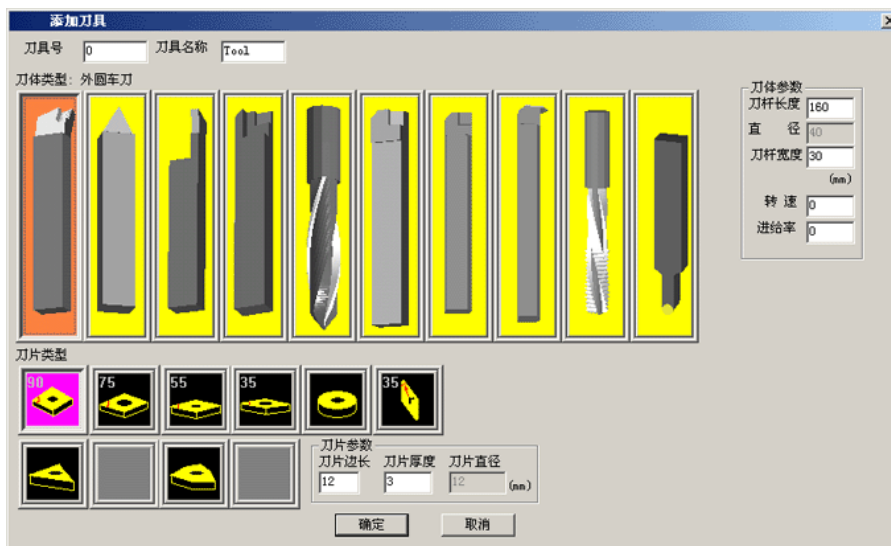 添加刀具
刀具号 0 刀具名称 Tool
刀体类型: 外圆车刀
刀体参数
刀杆长度 160
直 径 40
刀杆宽度 30
(mm)
转 速 0
进给率 0
刀片类型
90 75 55 35 35 r
刀片参数
刀片边长 刀片厚度 刀片直径
12 3 12 (mm)
确定 取消